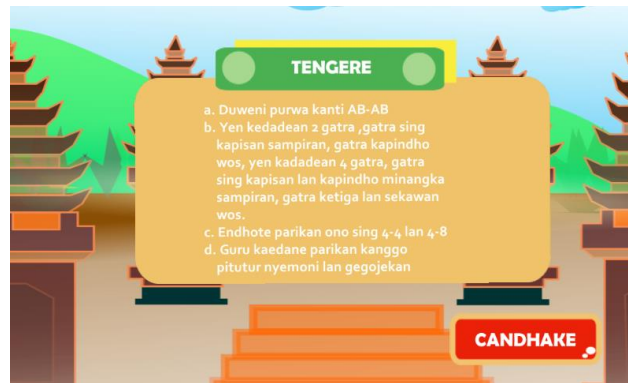 TENGERE
a. Duweni purwa kanti AB-AB
b. Yen kedadean 2 gatra ,gatra sing
kapisan sampiran, gatra kapindho
wos, yen kadadean 4 gatra, gatra
sing kapisan lan kapindho minangka
sampiran, gatra ketiga lan sekawan
wos.
c. Endhote parikan ono sing 4-4 lan 4-8
d. Guru kaedane parikan kanggo
pitutur nyemoni lan gegojekan
CANDHAKE